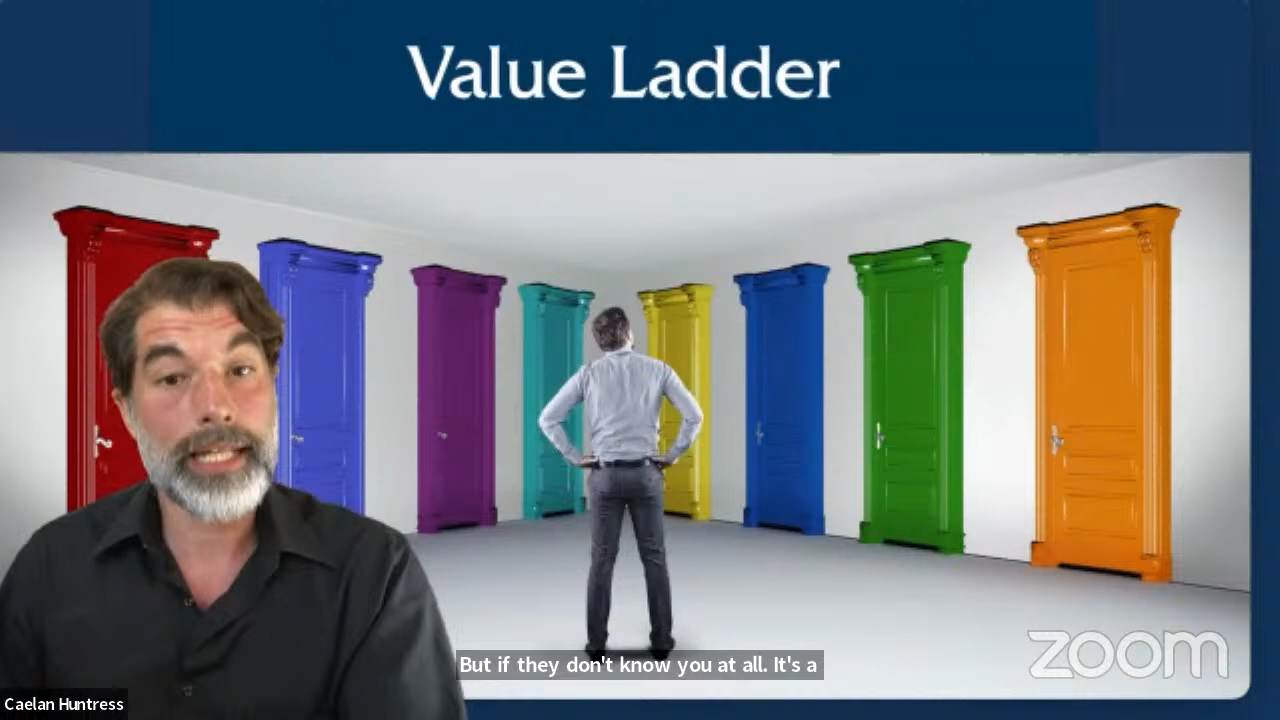 Value Ladder
But if they don't know you at all. It's a
zoom
Caelan Huntress